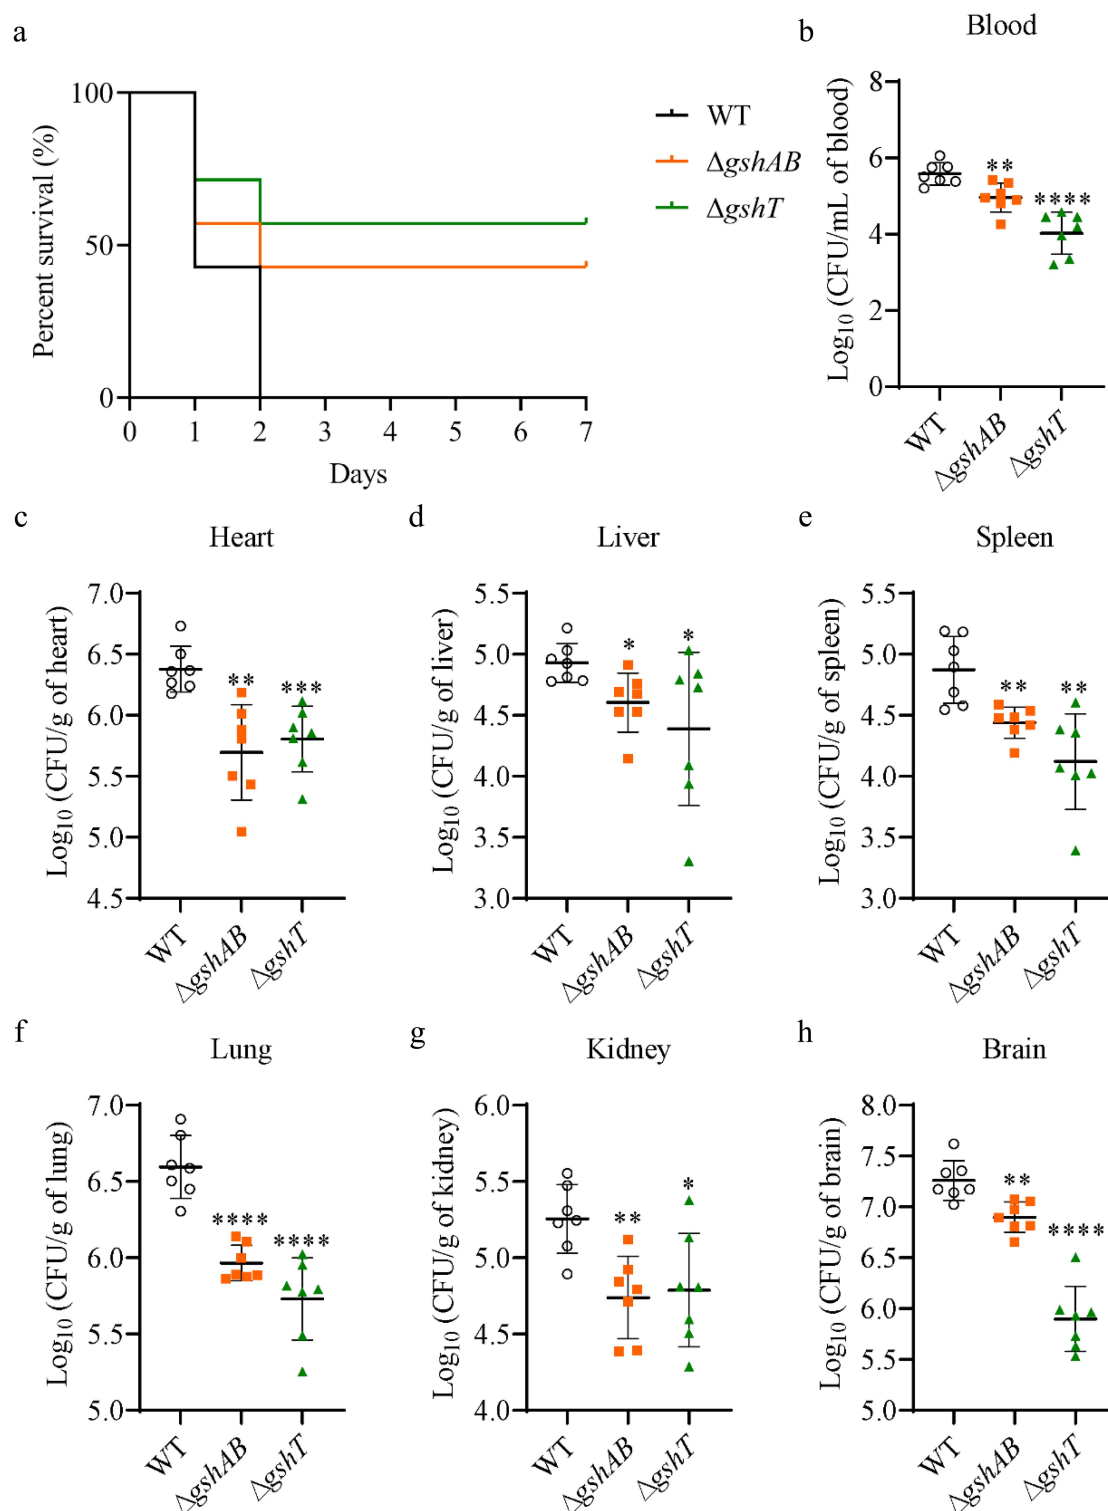 a
100
50
0
Percent survival (%)
0 1 2 3 4 5 6 7
Days
WT
ΔgshAB
ΔgshT
b
Blood
Log10 (CFU/mL of blood)
8
6
4
2
0
**
****
WT ΔgshAB ΔgshT
c
Heart
Log10 (CFU/g of heart)
7.0
6.5
6.0
5.5
5.0
4.5
**
***
WT ΔgshAB ΔgshT
d
Liver
Log10 (CFU/g of liver)
5.5
5.0
4.5
4.0
3.5
3.0
*
*
WT ΔgshAB ΔgshT
e
Spleen
Log10 (CFU/g of spleen)
5.5
5.0
4.5
4.0
3.5
3.0
**
**
WT ΔgshAB ΔgshT
f
Lung
Log10 (CFU/g of lung)
7.0
6.5
6.0
5.5
5.0
****
****
WT ΔgshAB ΔgshT
g
Kidney
Log10 (CFU/g of kidney)
6.0
5.5
5.0
4.5
4.0
**
*
WT ΔgshAB ΔgshT
h
Brain
Log10 (CFU/g of brain)
8.0
7.5
7.0
6.5
6.0
5.5
5.0
**
****
WT ΔgshAB ΔgshT